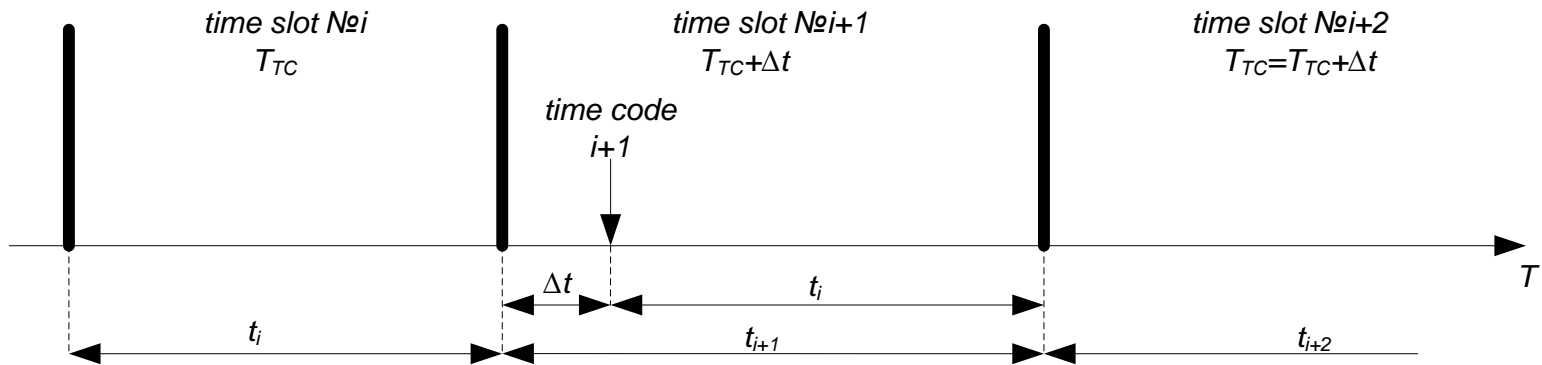 time slot №i
T_TC
time slot №i+1
T_TC+Δt
time slot №i+2
T_TC=T_TC+Δt
time code
i+1
T
Δt
t_i
t_i
t_i+1
t_i+2